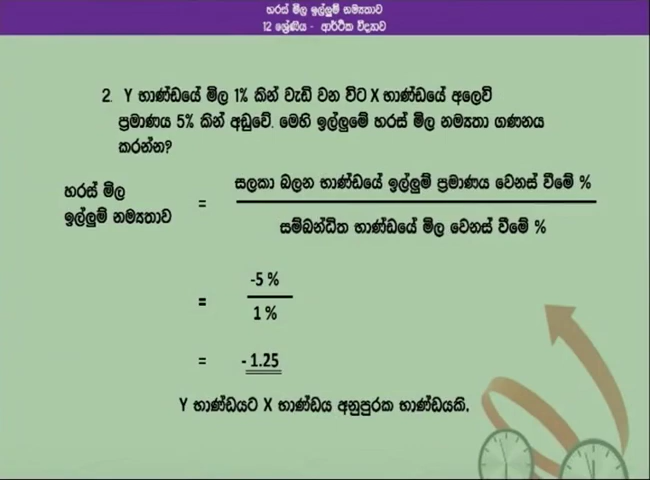 හරස් මිල ඉල්ලුම් නම්‍යතාව
12 ශ්‍රේණිය - ආර්ථික විද්‍යාව
2. Y භාණ්ඩයේ මිල 1% කින් වැඩි වන විට X භාණ්ඩයේ අලෙවි
ප්‍රමාණය 5% කින් අඩුවේ. මෙහි ඉල්ලුමේ හරස් මිල නම්‍යතා ගණනය
කරන්න?
හරස් මිල
ඉල්ලුම් නම්‍යතාව
=
සලකා බලන භාණ්ඩයේ ඉල්ලුම් ප්‍රමාණය වෙනස් වීමේ %
සම්බන්ධිත භාණ්ඩයේ මිල වෙනස් වීමේ %
=
-5 %
1 %
= - 1.25
Y භාණ්ඩයට X භාණ්ඩය අනුපුරක භාණ්ඩයකි.